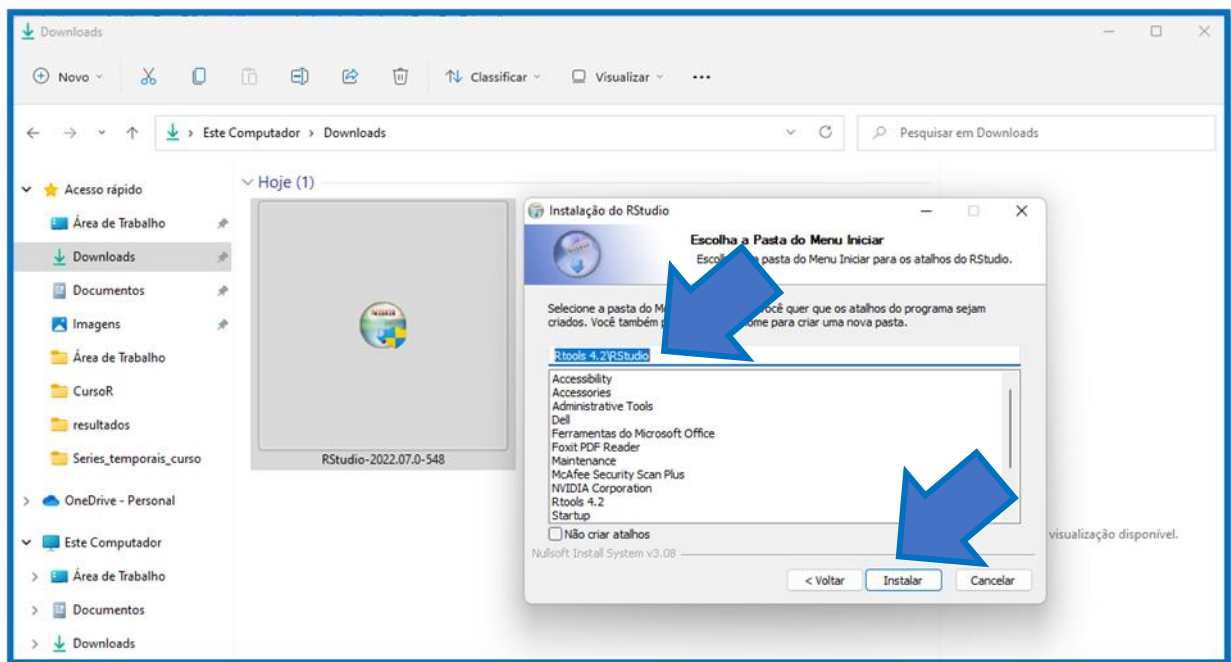 Downloads
Novo
Classificar
Visualizar
Este Computador > Downloads
Pesquisar em Downloads
Acesso rápido
Área de Trabalho
Downloads
Documentos
Imagens
Área de Trabalho
CursoR
resultados
Series_temporais_curso
OneDrive - Personal
Este Computador
Área de Trabalho
Documentos
Downloads
Hoje (1)
RStudio-2022.07.0-548
Instalação do RStudio
Escolha a Pasta do Menu Iniciar
pasta do Menu Iniciar para os atalhos do RStudio.
Selecione a pasta do quer que os atalhos do programa sejam
criados. Você também para criar uma nova pasta.
Rtools 4.2\RStudio
Accessibility
Accessories
Administrative Tools
Dell
Ferramentas do Microsoft Office
Foxit PDF Reader
Maintenance
McAfee Security Scan Plus
NVIDIA Corporation
Rtools 4.2
Startup
Não criar atalhos
Nullsoft Install System v3.08
< Voltar
Instalar
Cancelar
visualização disponível.